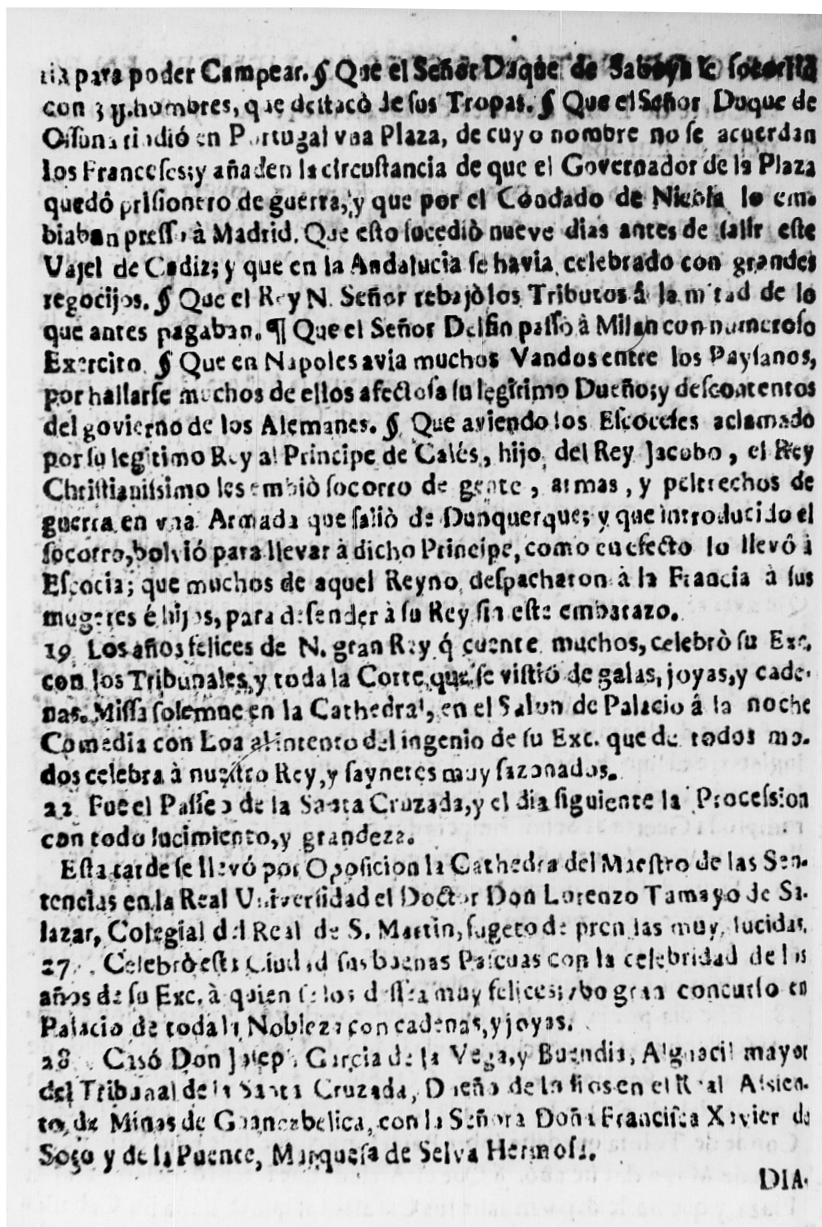 ria para poder Campear. § Que el Señor Duque de Saboya le socorriò
con 3 y. hombres, que destacò de sus Tropas. § Que el Señor Duque de
Ossuna rindió en Portugal vna Plaza, de cuyo nombre no se acuerdan
los Franceses; y añaden la circustancia de que el Governador de la Plaza
quedó prisionero de guerra, y que por el Condado de Niebla lo em-
biaban presso à Madrid. Que esto sucediò nueve dias antes de salir este
Vajel de Cadiz; y que en la Andalucia se havia celebrado con grandes
regocijos. § Que el Rey N. Señor rebajò los Tributos á la mitad de lo
que antes pagaban. ¶ Que el Señor Delfin passò à Milan con numeroso
Exercito. § Que en Napoles avia muchos Vandos entre los Paysanos,
por hallarse muchos de ellos afectos a su legitimo Dueño; y descontentos
del govierno de los Alemanes. § Que aviendo los Escoceses aclamado
por su legitimo Rey al Principe de Galés, hijo del Rey Jacobo, el Rey
Christianissimo les embiò socorro de gente, armas, y peltrechos de
guerra en vna Armada que saliò de Dunquerque; y que introducido el
socorro, bolvió para llevar à dicho Principe, como en efecto lo llevó à
Escocia; que muchos de aquel Reyno despacharon à la Francia à sus
mugeres é hijos, para defender à su Rey sin este embarazo.
19. Los años felices de N. gran Rey q́ cuente muchos, celebrò su Exc.
con los Tribunales, y toda la Corte, que se vistió de galas, joyas, y cade-
nas. Missa solemne en la Cathedral, en el Salon de Palacio á la noche
Comedia con Loa al intento del ingenio de su Exc. que de todos mo-
dos celebra à nuestro Rey, y saynetes muy sazonados.
22. Fue el Passeo de la Santa Cruzada, y el dia siguiente la Procession
con todo lucimiento, y grandeza.
Esta tarde se llevó por Oposicion la Cathedra del Maestro de las Sen-
tencias en la Real Universidad el Doctor Don Lorenzo Tamayo de Sa-
lazar, Colegial del Real de S. Martin, sugeto de prendas muy lucidas.
27. Celebrò esta Ciudad sus buenas Pascuas con la celebridad de los
años de su Exc. à quien se los dessea muy felices; vbo gran concurso en
Palacio de toda la Nobleza con cadenas, y joyas.
28. Casó Don Joseph Garcia de la Vega, y Buendia, Alguacil mayor
del Tribunal de la Santa Cruzada, Dueño de Ingenios en el Real Assien-
to de Minas de Guancabelica, con la Señora Doña Francisca Xavier de
Soço y de la Puente, Marquesa de Selva Hermosa.
DIA-